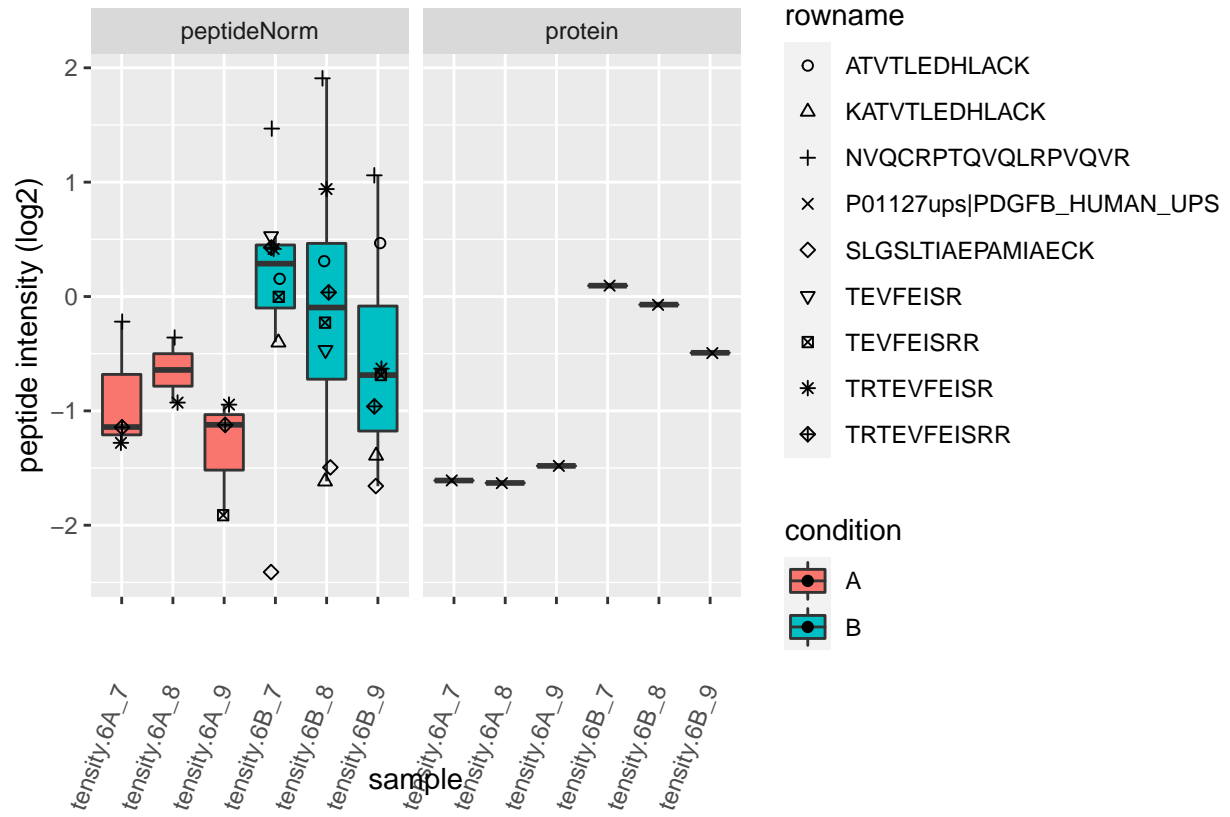 peptideNorm
protein
peptide intensity (log2)
2
1
0
−1
−2
tensity.6A_7
tensity.6A_8
tensity.6A_9
tensity.6B_7
tensity.6B_8
tensity.6B_9
tensity.6A_7
tensity.6A_8
tensity.6A_9
tensity.6B_7
tensity.6B_8
tensity.6B_9
sample
rowname
ATVTLEDHLACK
KATVTLEDHLACK
NVQCRPTQVQLRPVQVR
P01127ups|PDGFB_HUMAN_UPS
SLGSLTIAEPAMIAECK
TEVFEISR
TEVFEISRR
TRTEVFEISR
TRTEVFEISRR
condition
A
B